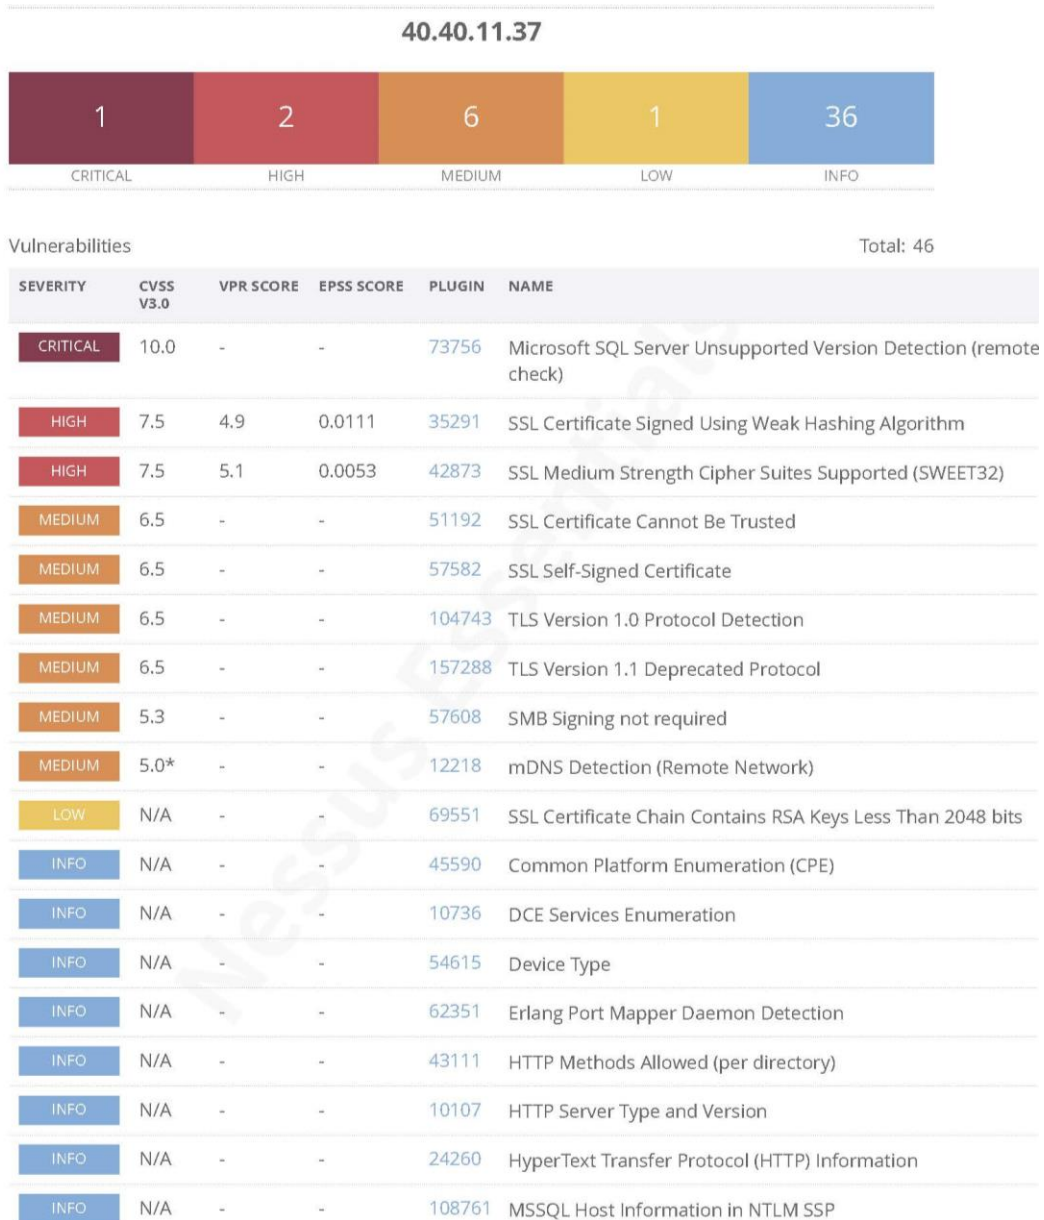 40.40.11.37
1 2 6 1 36
CRITICAL HIGH MEDIUM LOW INFO
Vulnerabilities Total: 46
SEVERITY CVSS V3.0 VPR SCORE EPSS SCORE PLUGIN NAME
CRITICAL 10.0 - - 73756 Microsoft SQL Server Unsupported Version Detection (remote
check)
HIGH 7.5 4.9 0.0111 35291 SSL Certificate Signed Using Weak Hashing Algorithm
HIGH 7.5 5.1 0.0053 42873 SSL Medium Strength Cipher Suites Supported (SWEET32)
MEDIUM 6.5 - - 51192 SSL Certificate Cannot Be Trusted
MEDIUM 6.5 - - 57582 SSL Self-Signed Certificate
MEDIUM 6.5 - - 104743 TLS Version 1.0 Protocol Detection
MEDIUM 6.5 - - 157288 TLS Version 1.1 Deprecated Protocol
MEDIUM 5.3 - - 57608 SMB Signing not required
MEDIUM 5.0* - - 12218 mDNS Detection (Remote Network)
LOW N/A - - 69551 SSL Certificate Chain Contains RSA Keys Less Than 2048 bits
INFO N/A - - 45590 Common Platform Enumeration (CPE)
INFO N/A - - 10736 DCE Services Enumeration
INFO N/A - - 54615 Device Type
INFO N/A - - 62351 Erlang Port Mapper Daemon Detection
INFO N/A - - 43111 HTTP Methods Allowed (per directory)
INFO N/A - - 10107 HTTP Server Type and Version
INFO N/A - - 24260 HyperText Transfer Protocol (HTTP) Information
INFO N/A - - 108761 MSSQL Host Information in NTLM SSP
Nessus Essentials